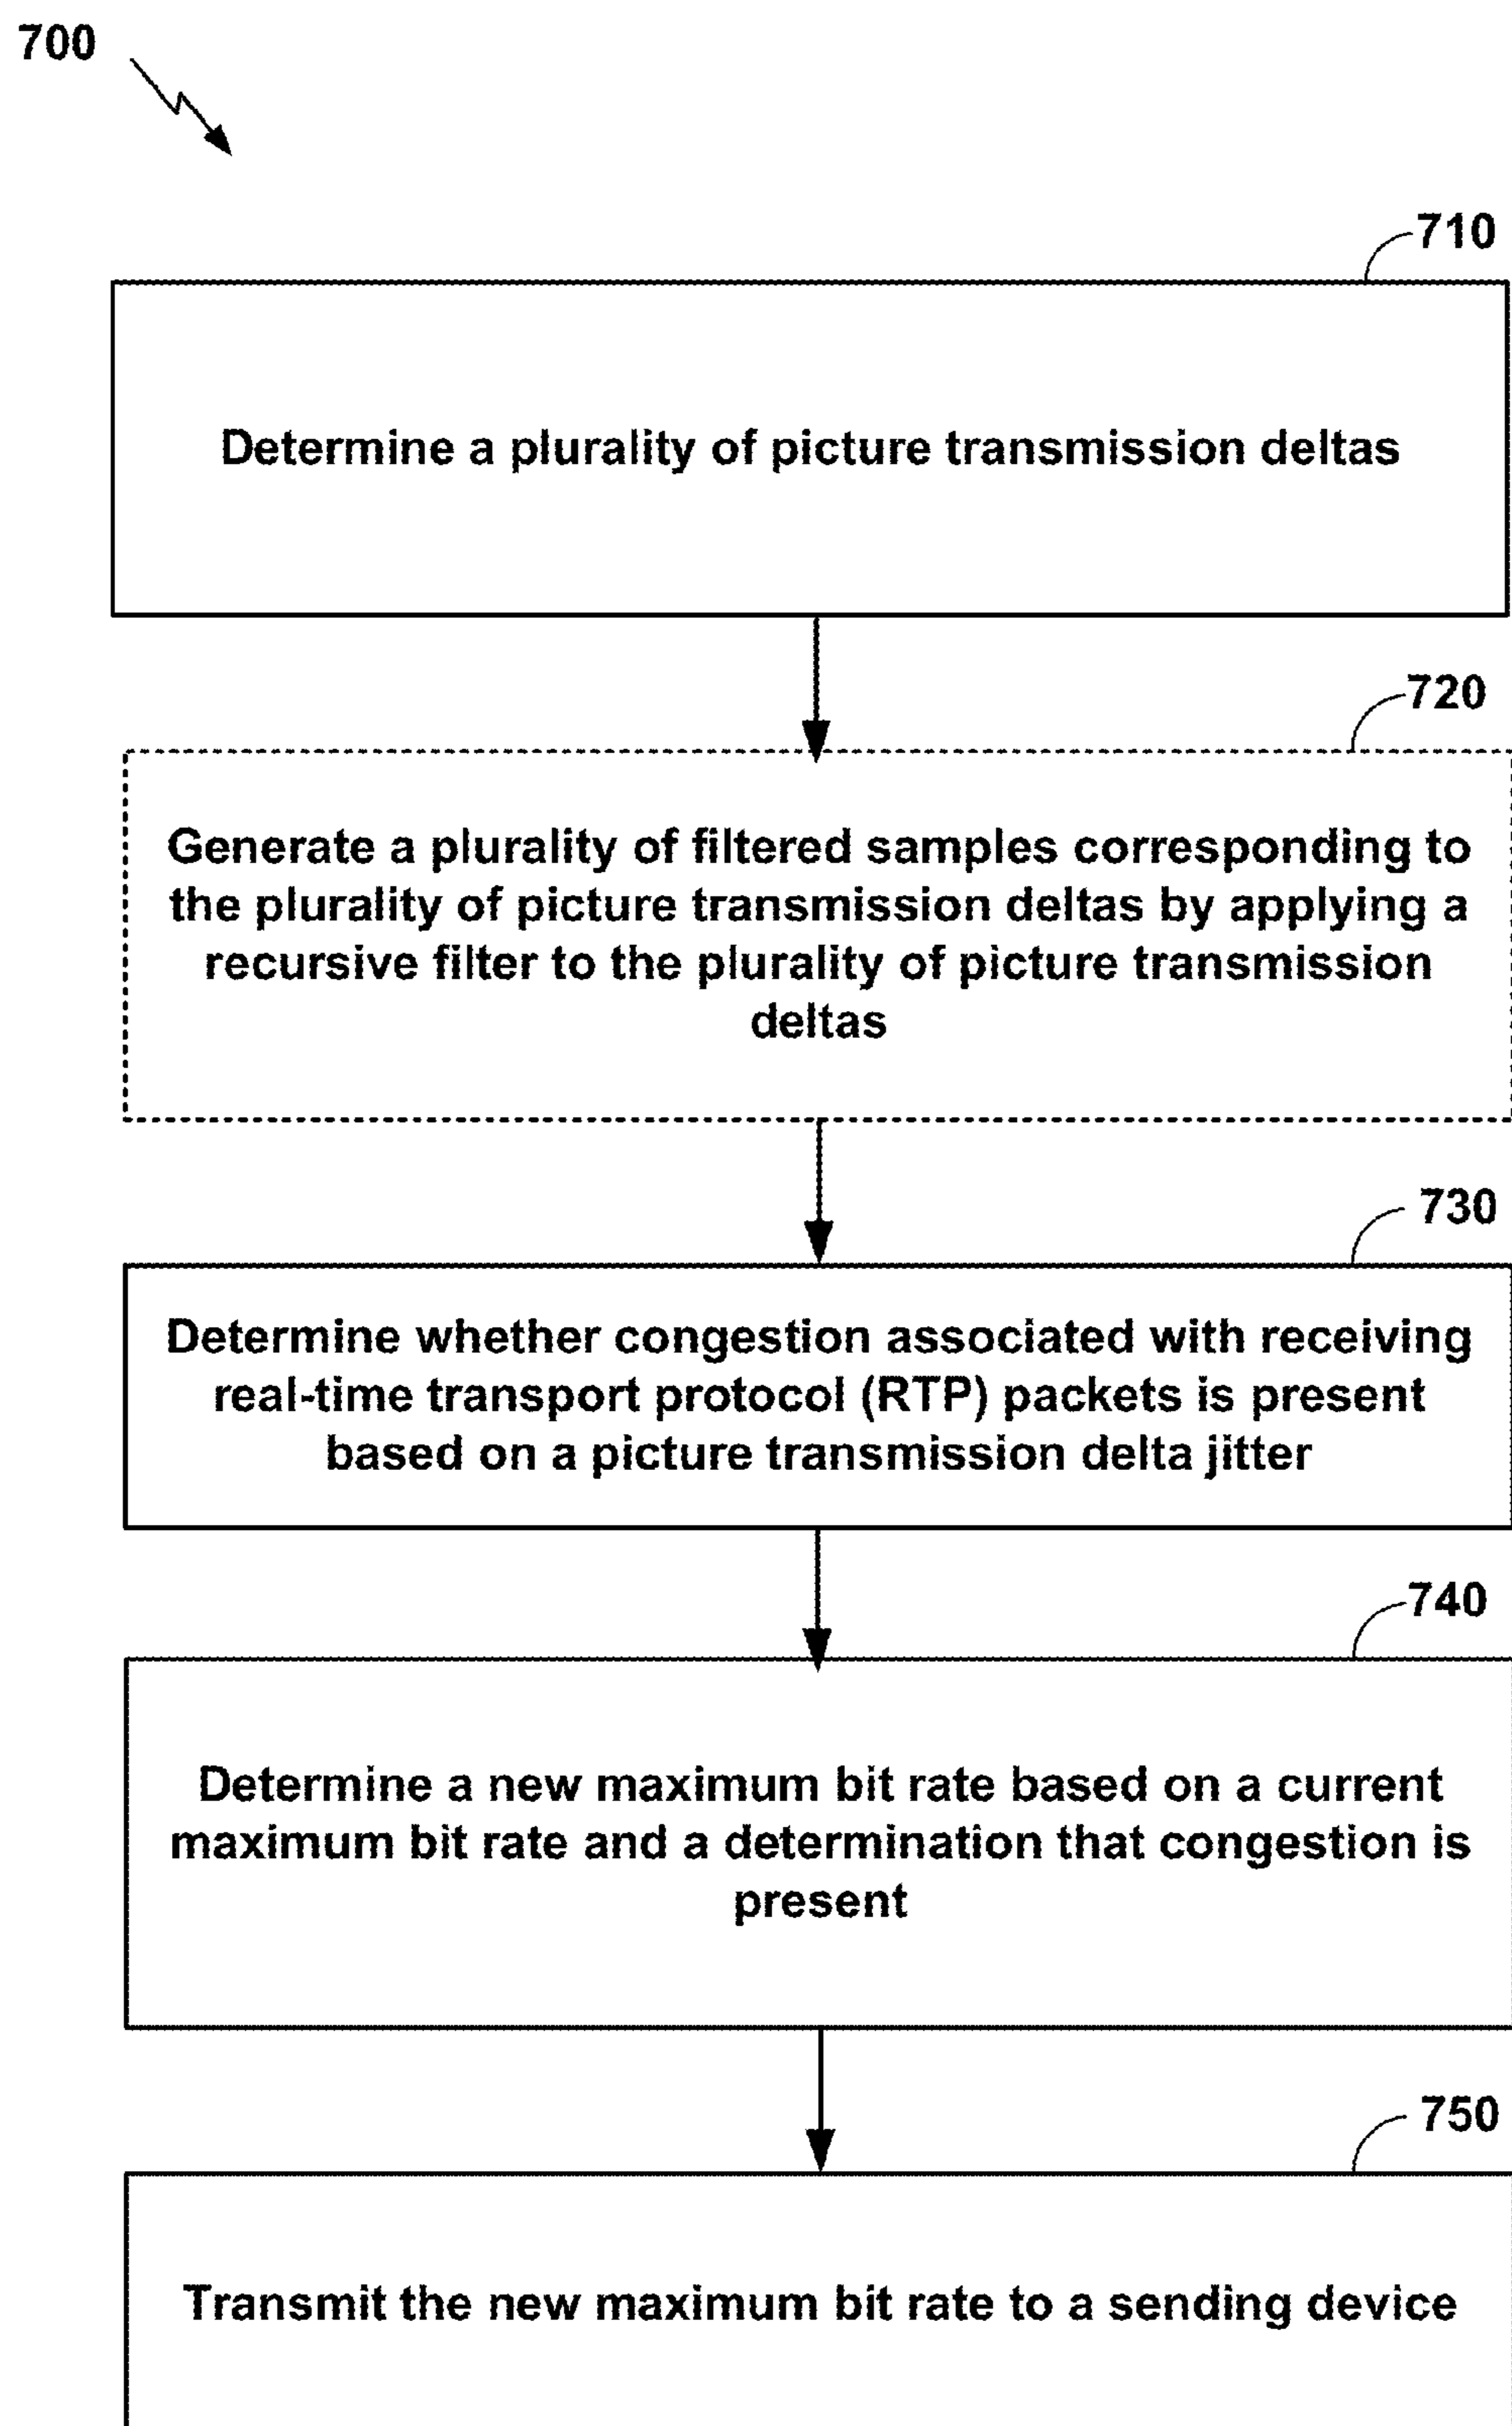 700
710
Determine a plurality of picture transmission deltas
720
Generate a plurality of filtered samples corresponding to
the plurality of picture transmission deltas by applying a
recursive filter to the plurality of picture transmission
deltas
730
Determine whether congestion associated with receiving
real-time transport protocol (RTP) packets is present
based on a picture transmission delta jitter
740
Determine a new maximum bit rate based on a current
maximum bit rate and a determination that congestion is
present
750
Transmit the new maximum bit rate to a sending device